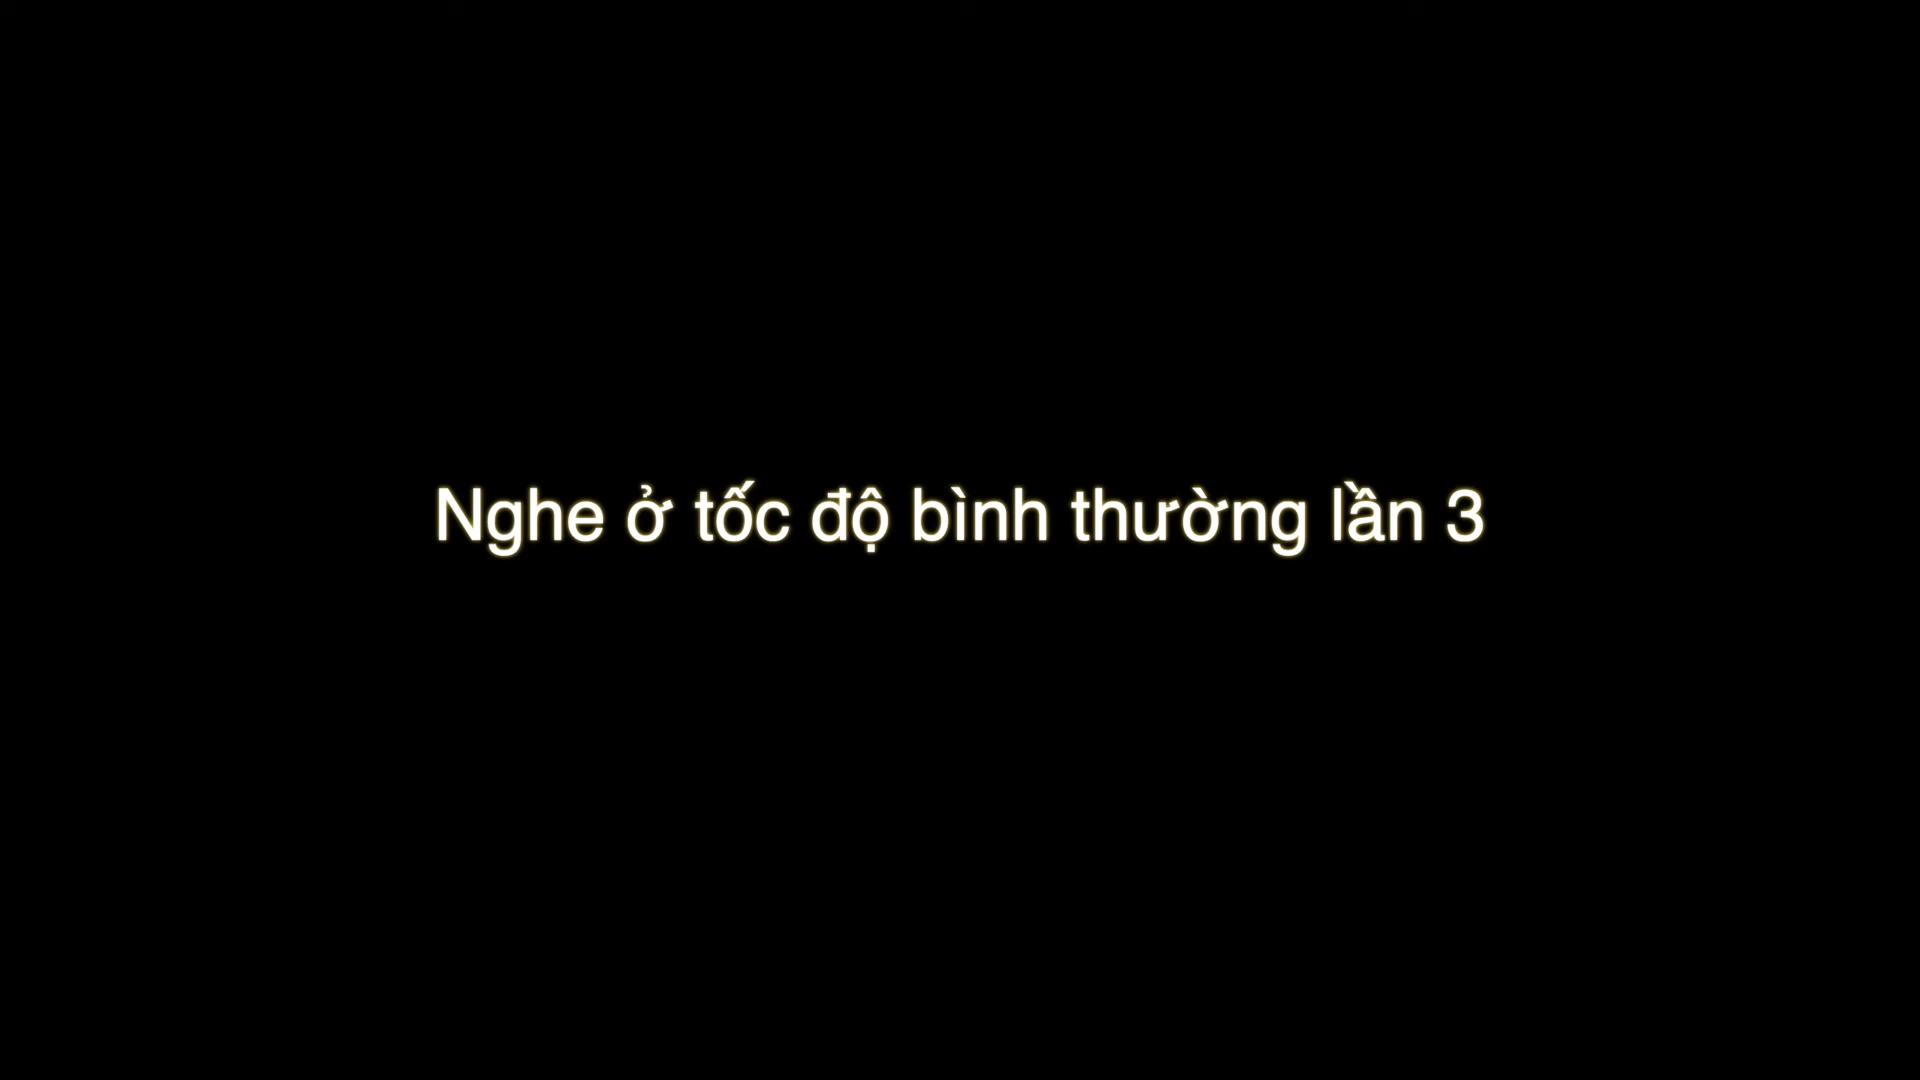 Nghe ở tốc độ bình thường lần 3